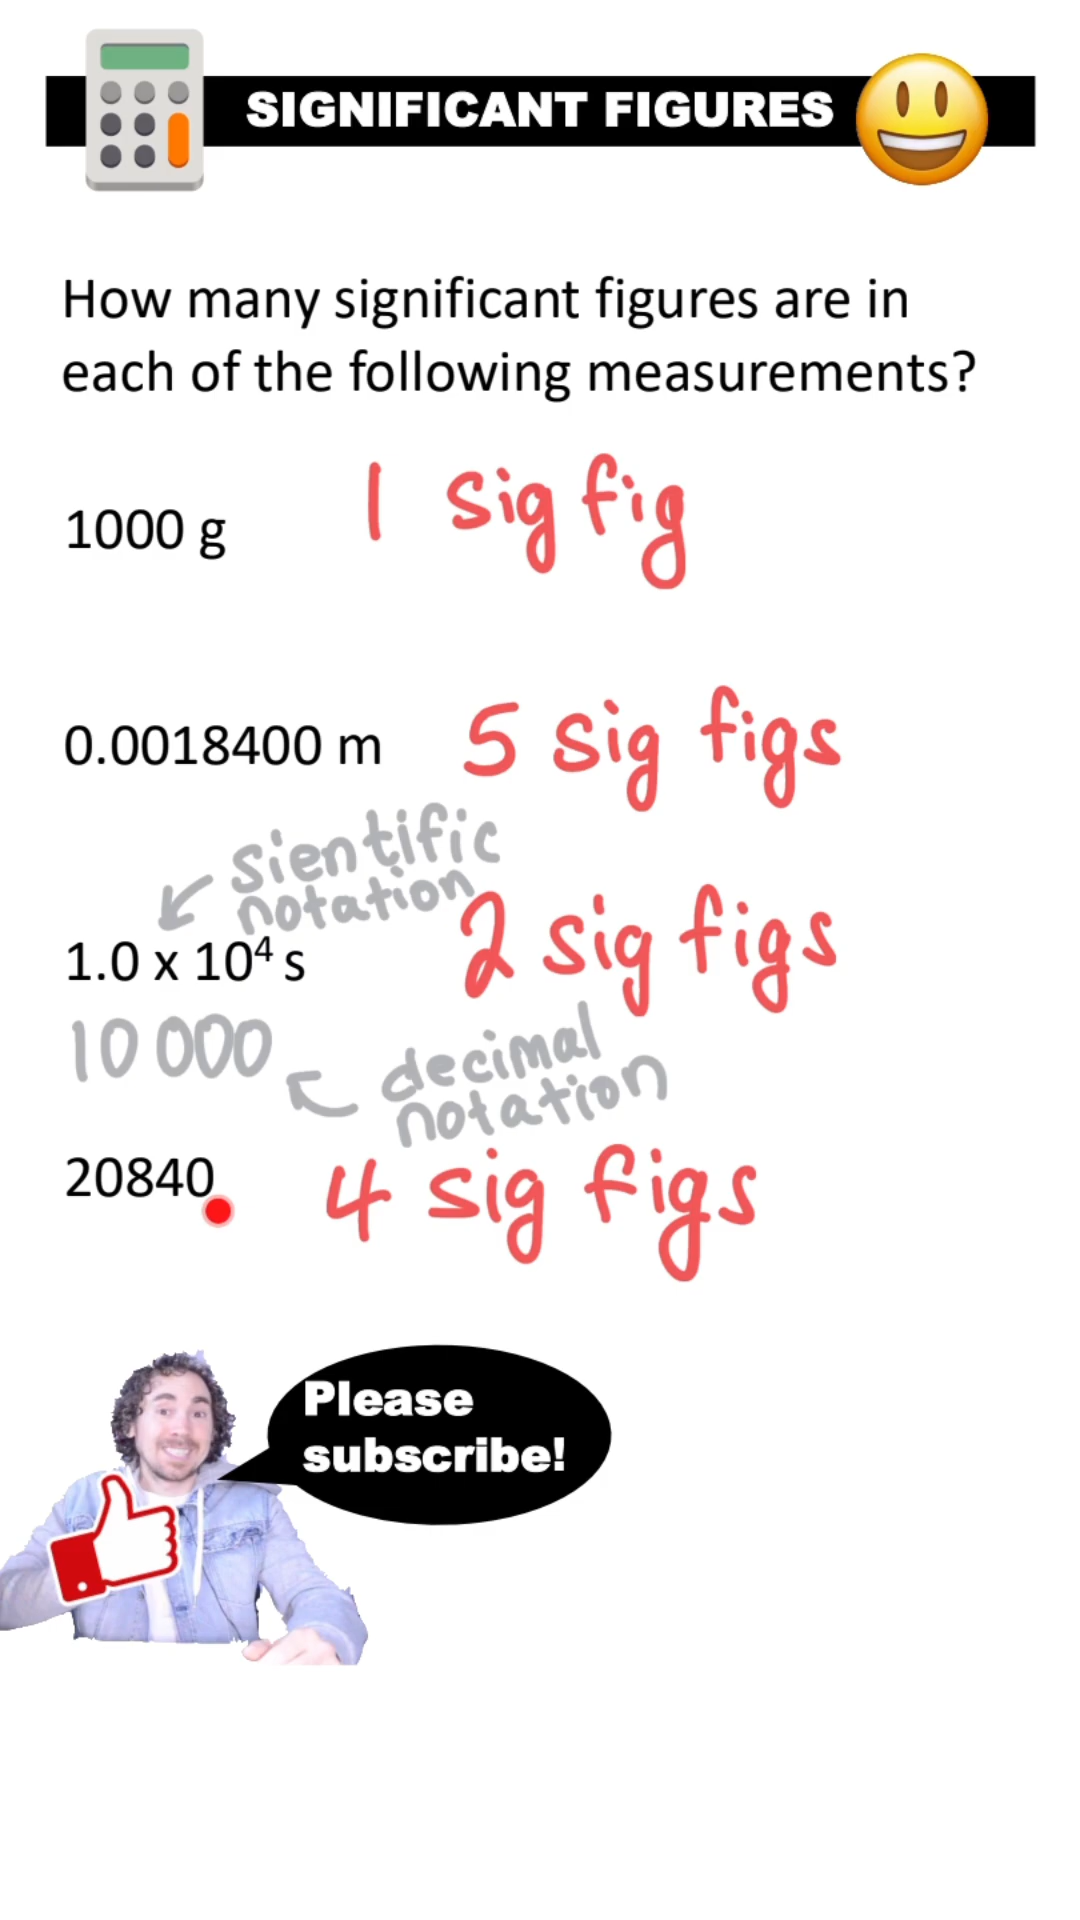 SIGNIFICANT FIGURES
How many significant figures are in
each of the following measurements?
1000 g
1 sig fig
0.0018400 m
5 sig figs
sientific
notation
1.0 x 10⁴ s
2 sig figs
10 000
decimal
notation
20840
4 sig figs
Please
subscribe!